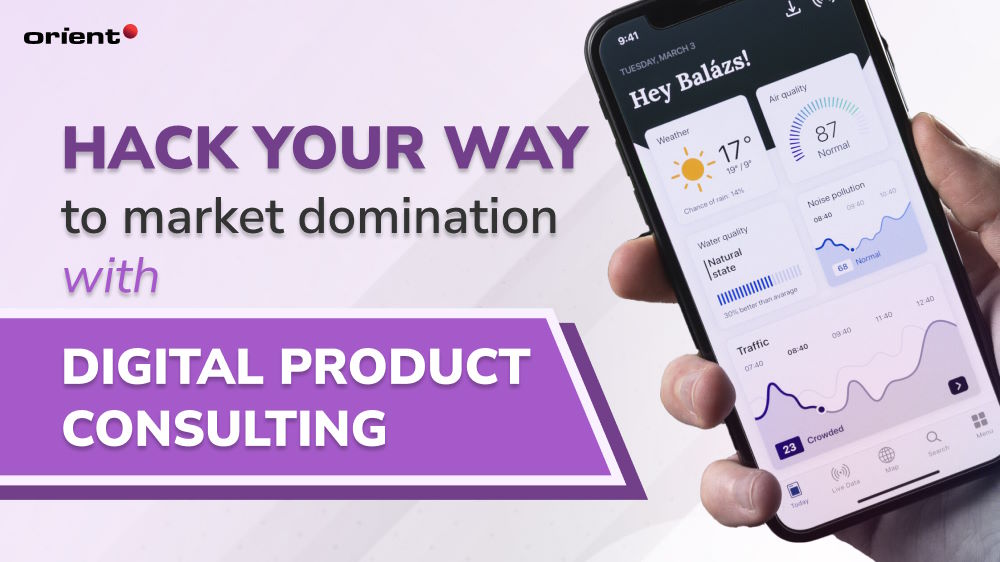 orient
HACK YOUR WAY
to market domination
with
DIGITAL PRODUCT
CONSULTING
9:41
TUESDAY, MARCH 3
Hey Balázs!
Weather
17°
19° / 9°
Chance of rain: 14%
Air quality
87
Normal
Water quality
Natural
state
30% better than avarage
Noise pollution
08:40 09:40 10:40
68 Normal
Traffic
07:40 08:40 09:40 11:40 12:40
23 Crowded
Today Live Data Map Search Menu